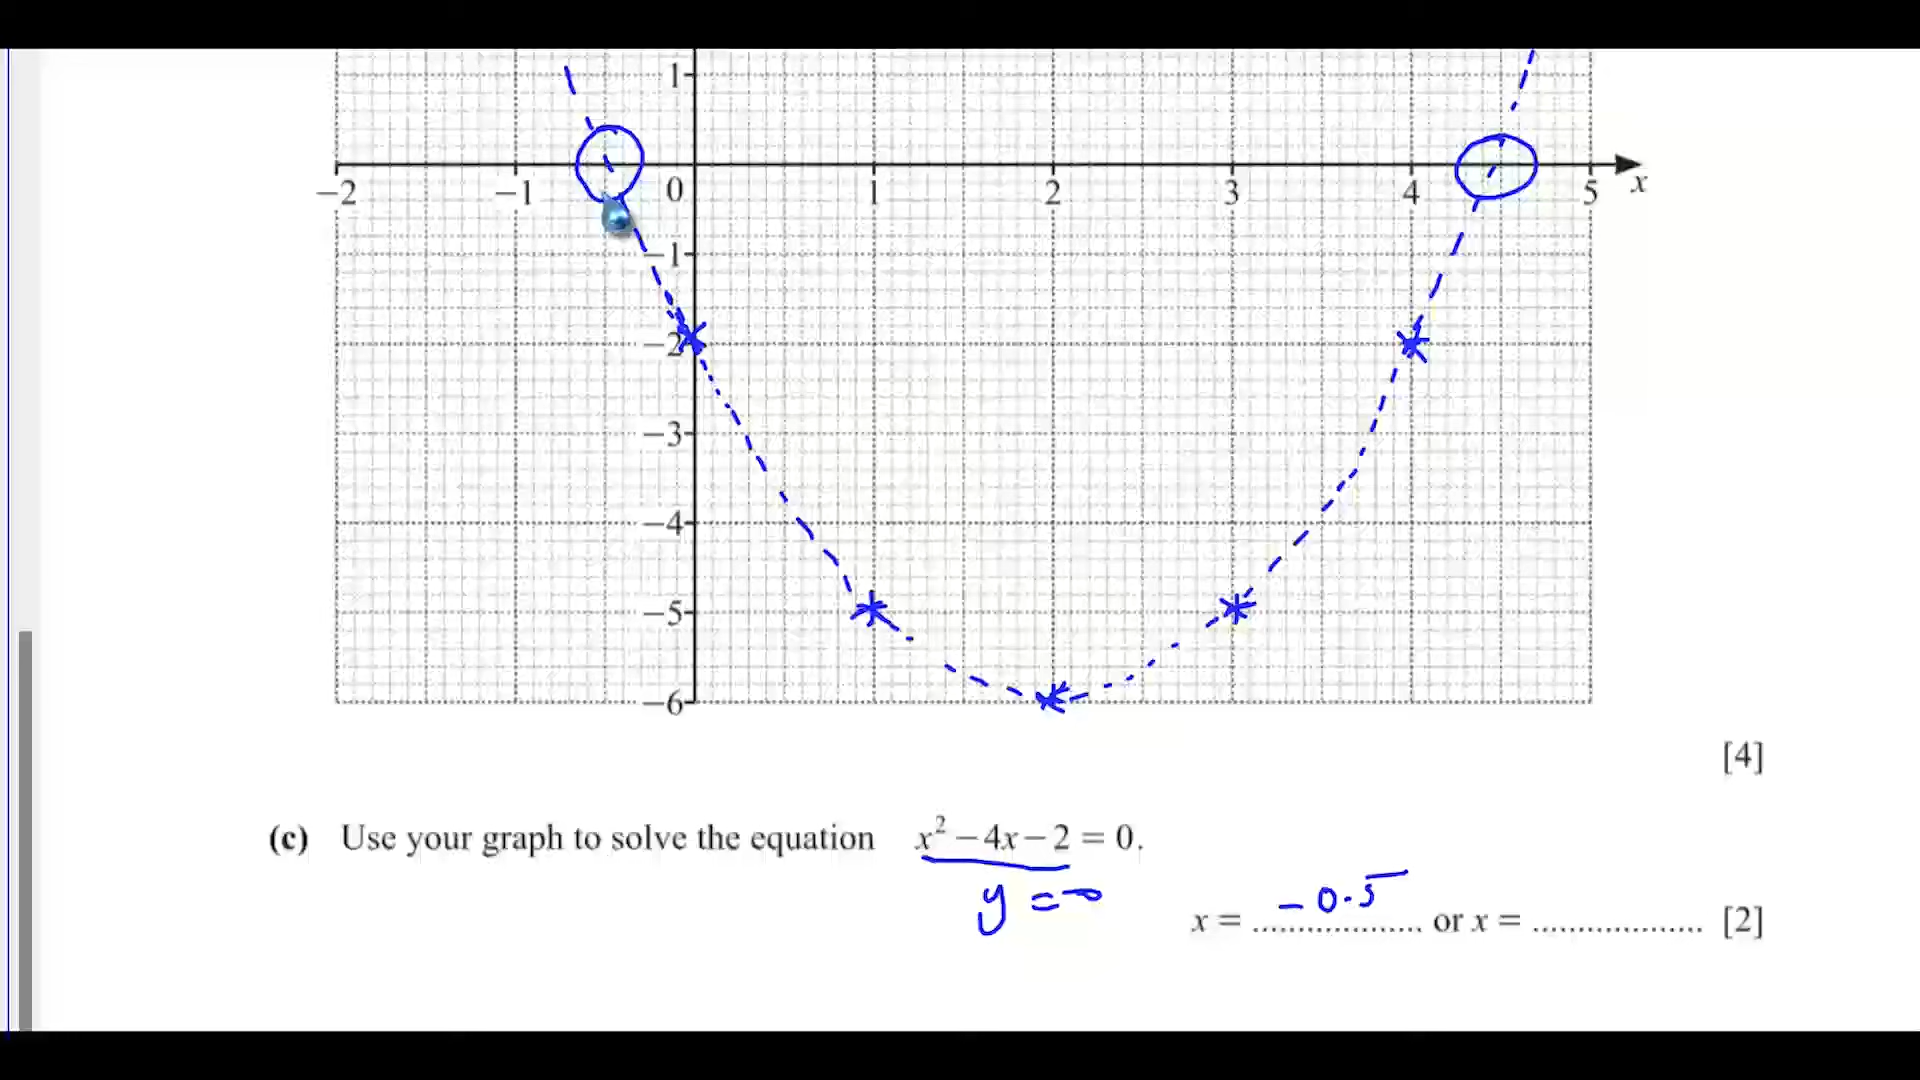 1
−2 −1 0 1 2 3 4 5 x
−1
−2
−3
−4
−5
−6
[4]
(c) Use your graph to solve the equation x² − 4x − 2 = 0.
y = 0
x = −0.5 or x = .................. [2]